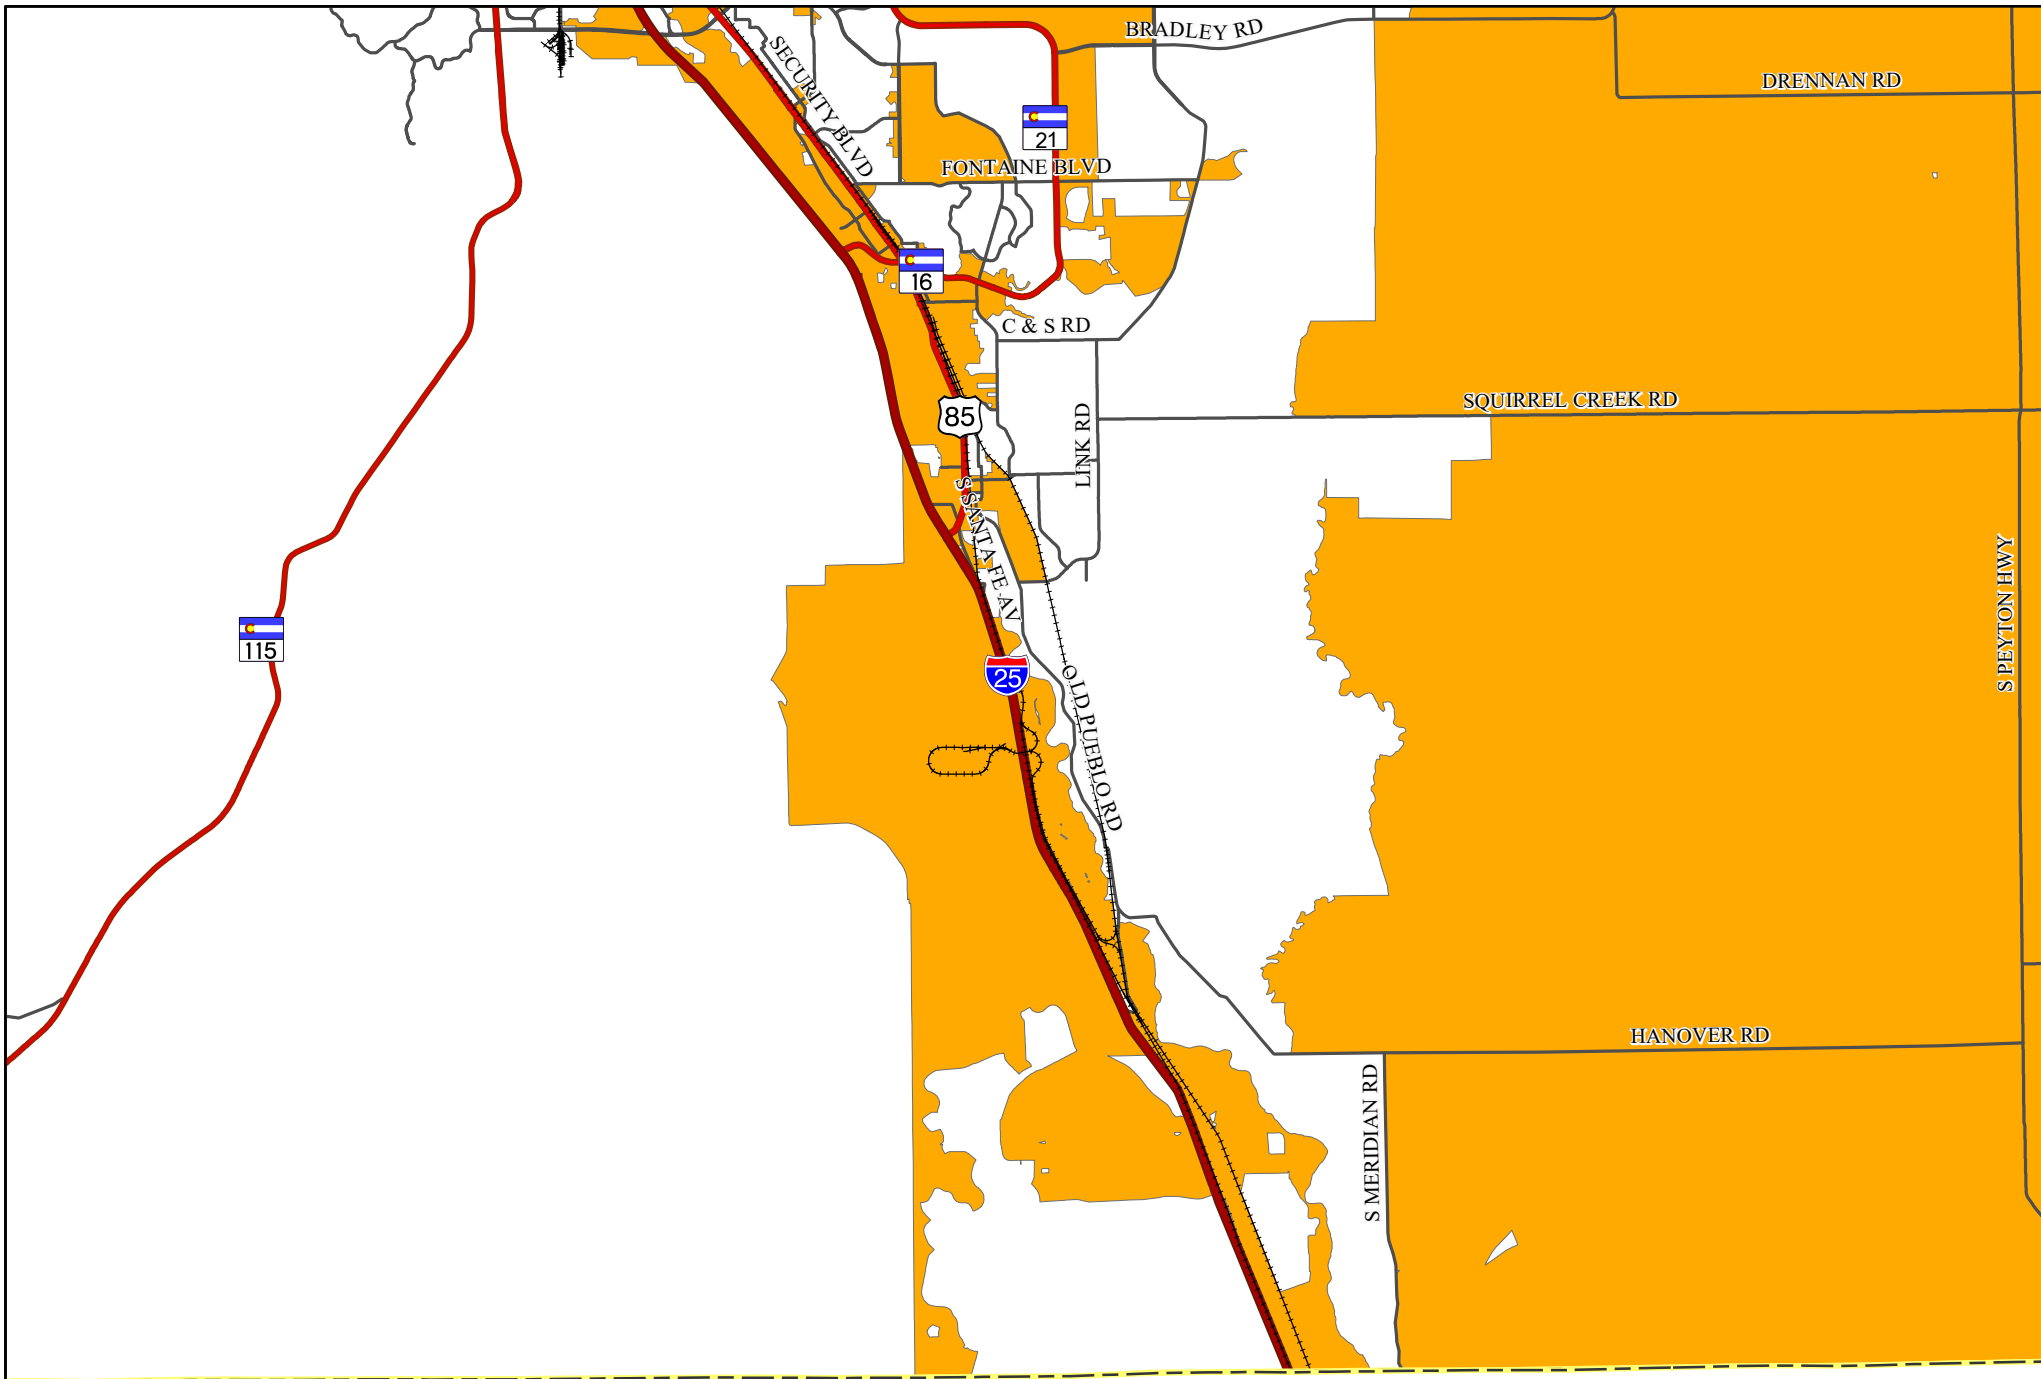 BRADLEY RD
SECURITY BLVD
DRENNAN RD
21
FONTAINE BLVD
16
C & S RD
85
LINK RD
SQUIRREL CREEK RD
S SANTA FE AV
S PEYTON HWY
115
25
OLD PUEBLO RD
HANOVER RD
S MERIDIAN RD